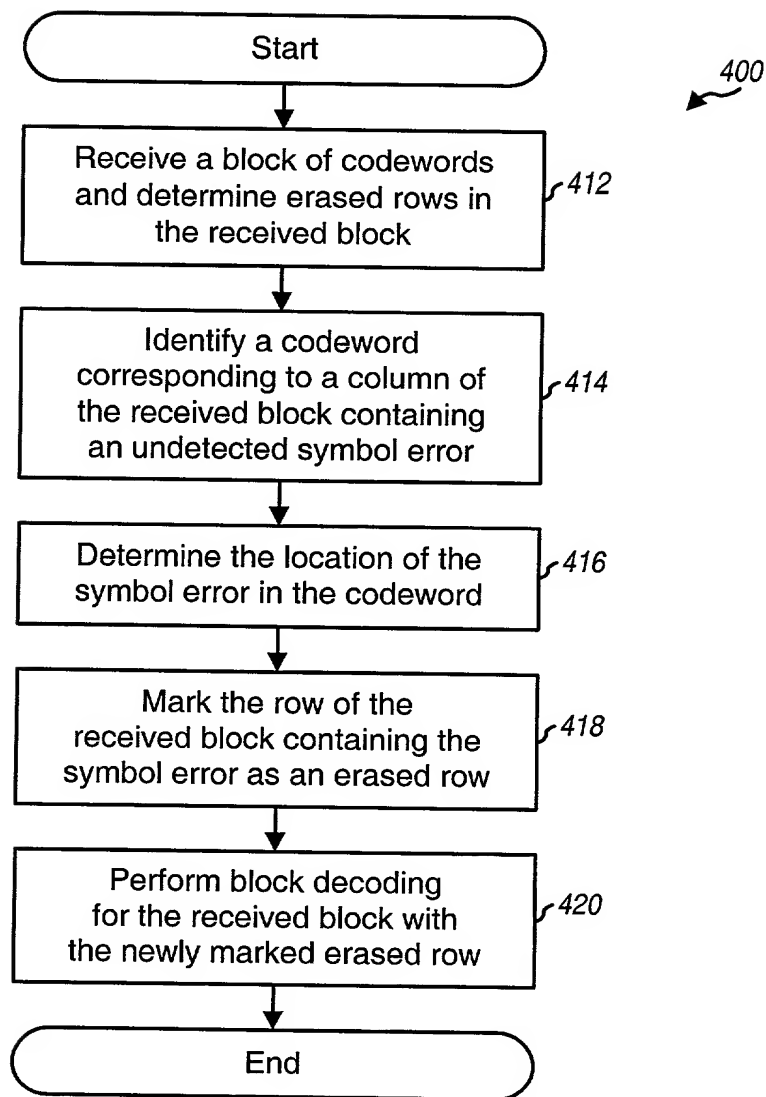 Start
400
Receive a block of codewords
and determine erased rows in
the received block
412
Identify a codeword
corresponding to a column of
the received block containing
an undetected symbol error
414
Determine the location of the
symbol error in the codeword
416
Mark the row of the
received block containing the
symbol error as an erased row
418
Perform block decoding
for the received block with
the newly marked erased row
420
End